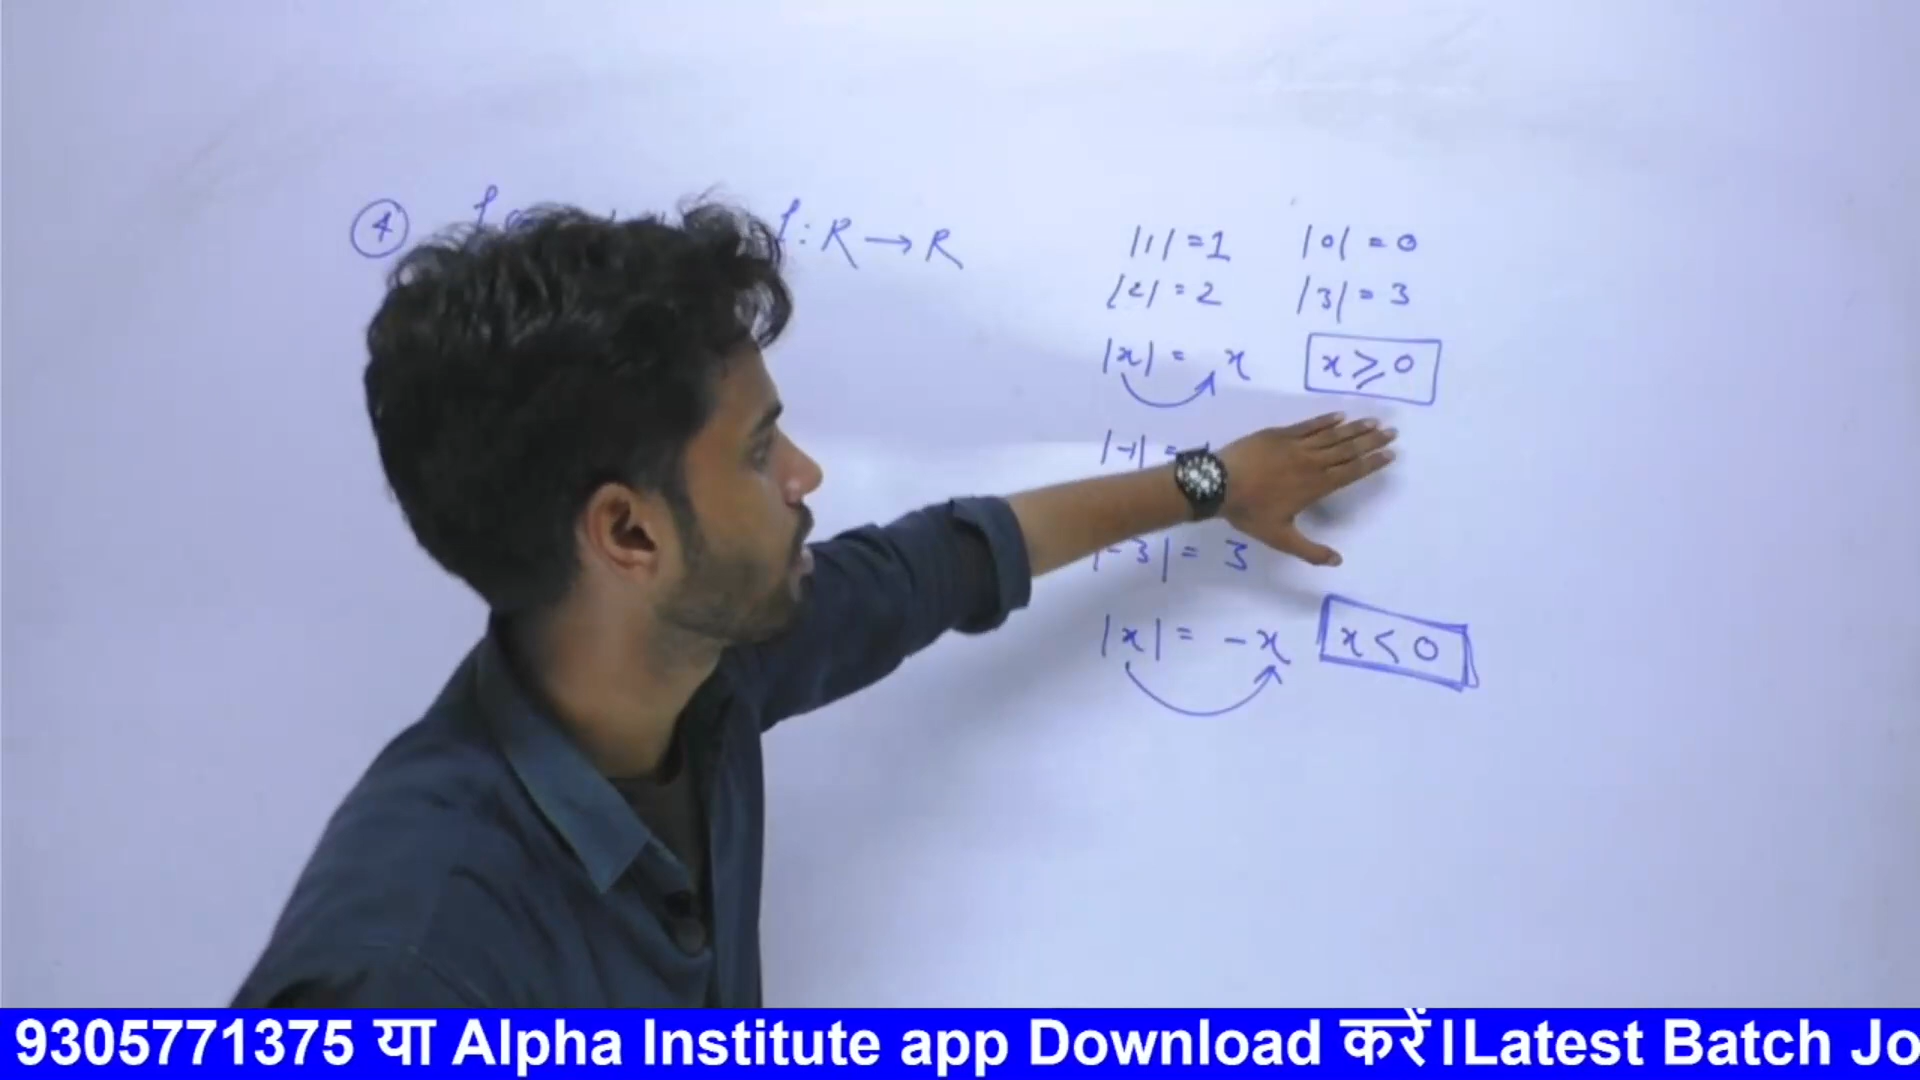 ④ f : R → R
|1| = 1 |0| = 0
|2| = 2 |3| = 3
|x| = x x ≥ 0
|-1| =
|-3| = 3
|x| = -x x < 0
9305771375 या Alpha Institute app Download करें।Latest Batch Jo